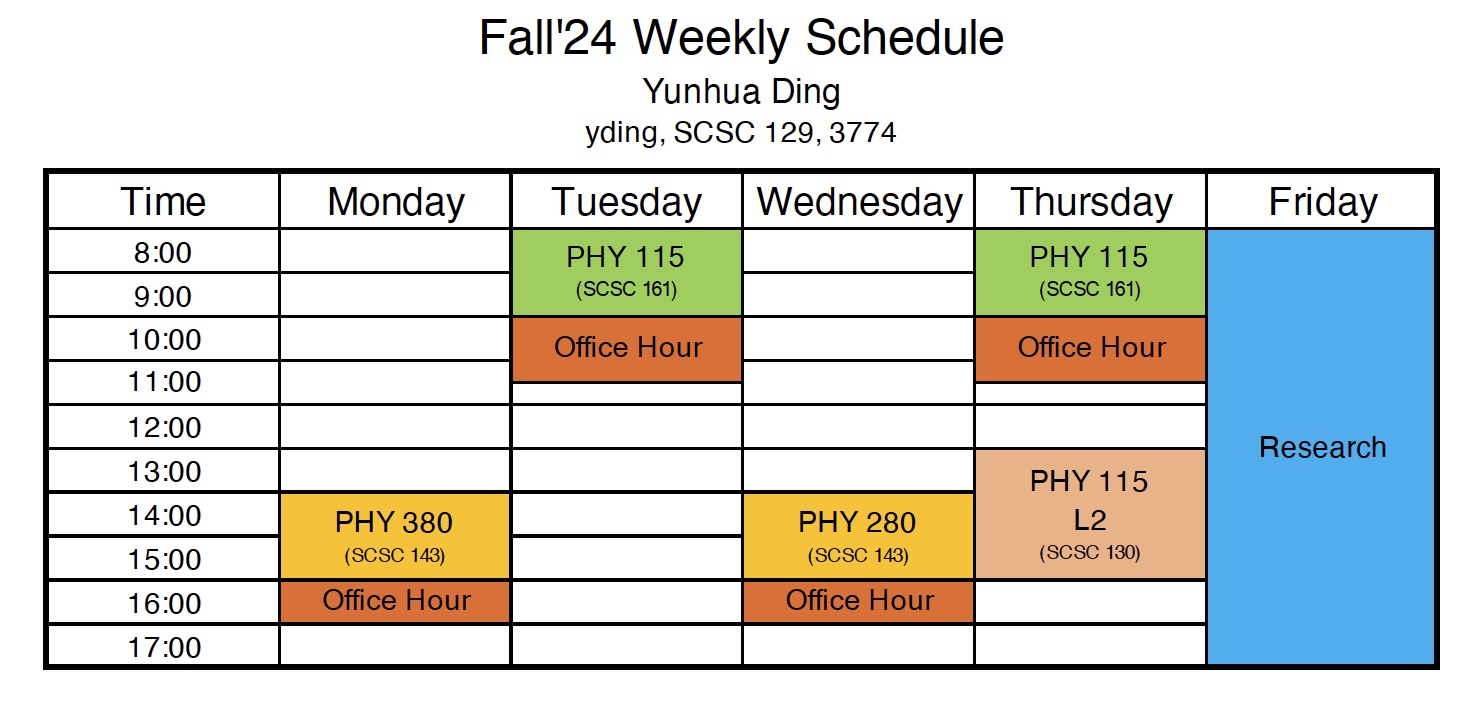 Fall'24 Weekly Schedule
Yunhua Ding
yding, SCSC 129, 3774
Time Monday Tuesday Wednesday Thursday Friday
8:00
9:00
10:00
11:00
12:00
13:00
14:00
15:00
16:00
17:00
PHY 380
(SCSC 143)
Office Hour
PHY 115
(SCSC 161)
Office Hour
PHY 280
(SCSC 143)
Office Hour
PHY 115
(SCSC 161)
Office Hour
PHY 115
L2
(SCSC 130)
Research